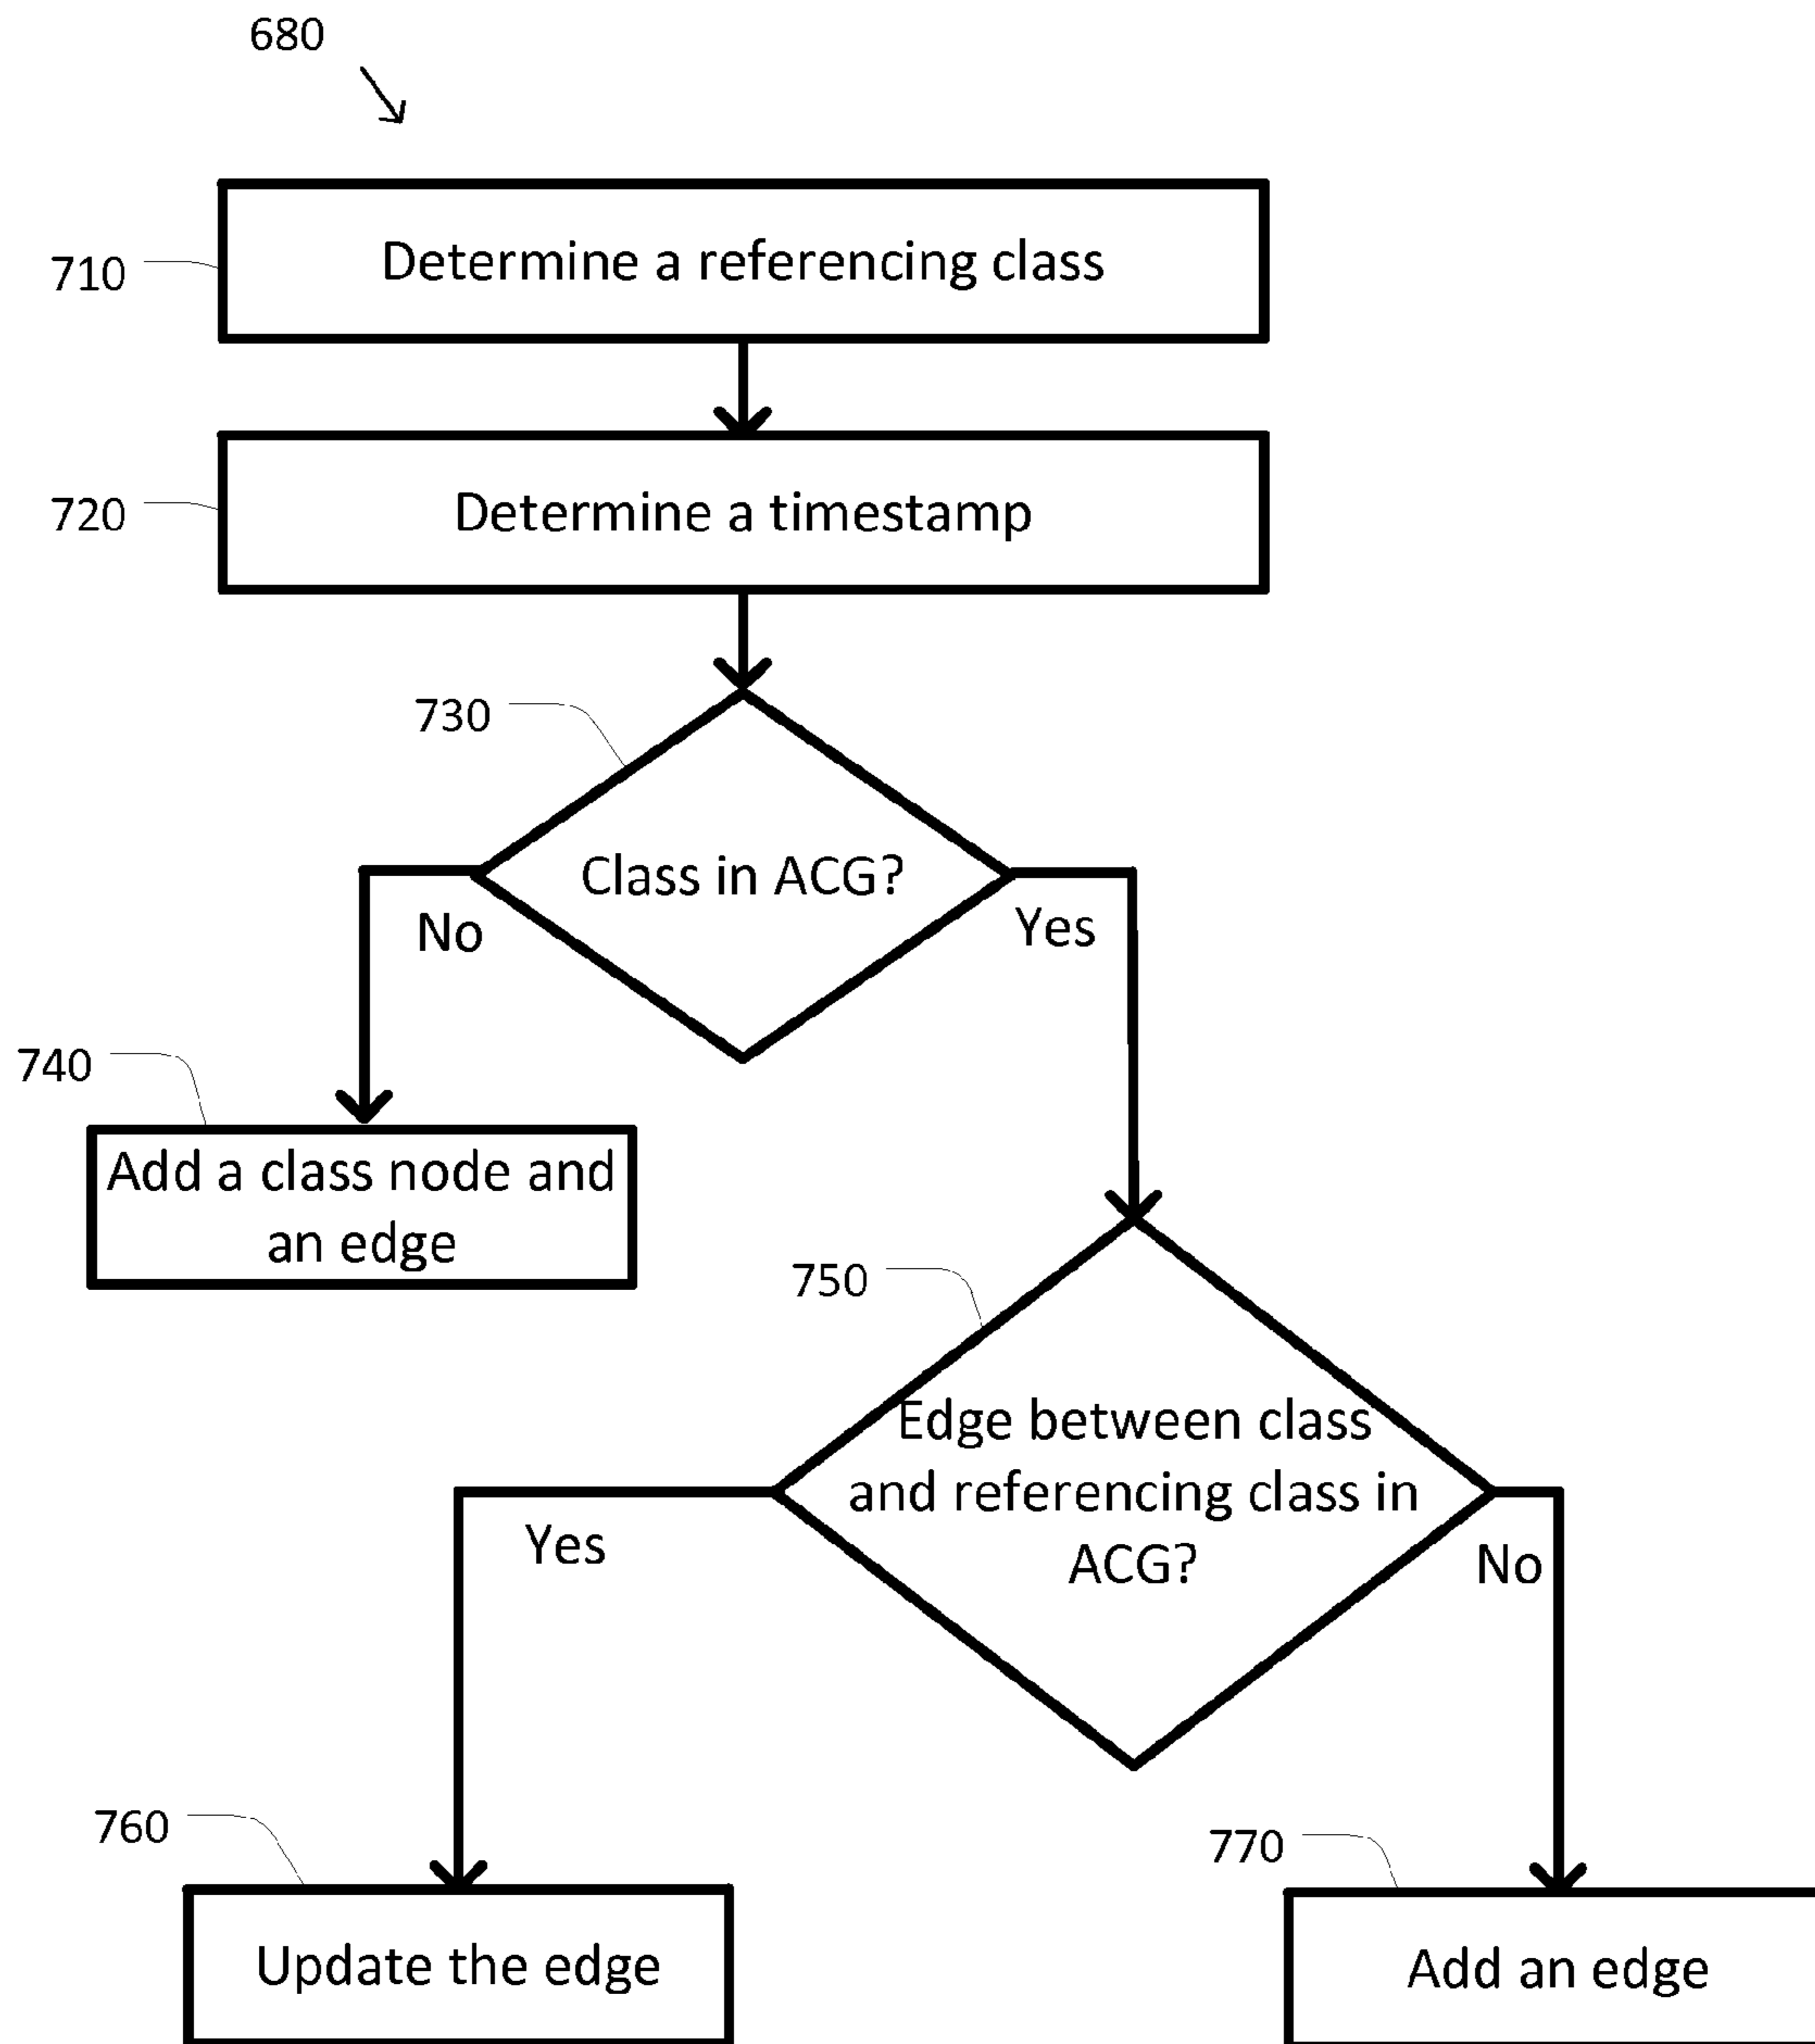 680
710
Determine a referencing class
720
Determine a timestamp
730
Class in ACG?
No
Yes
740
Add a class node and
an edge
750
Edge between class
and referencing class in
ACG?
Yes
No
760
Update the edge
770
Add an edge